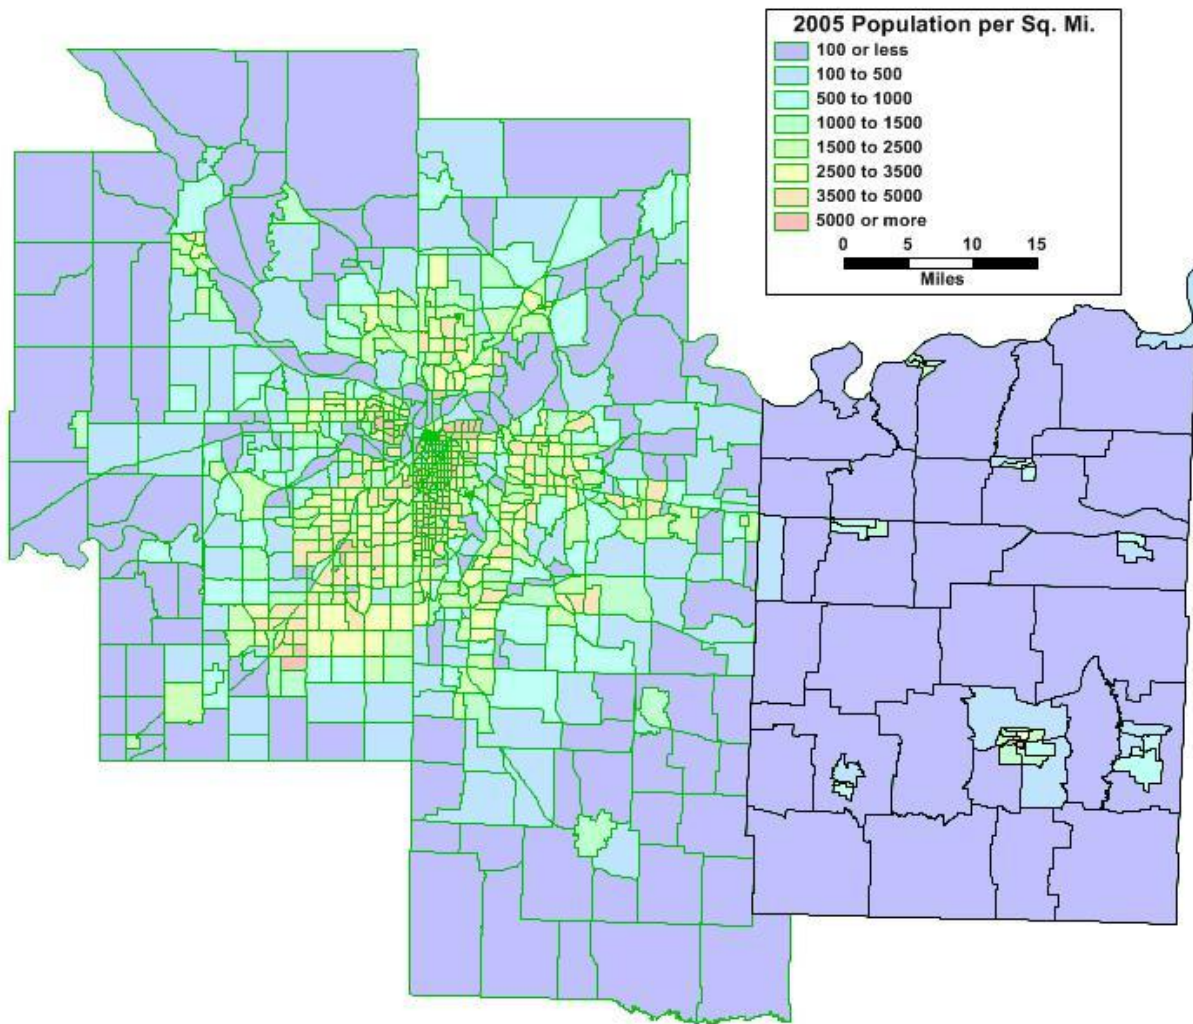 2005 Population per Sq. Mi.
100 or less
100 to 500
500 to 1000
1000 to 1500
1500 to 2500
2500 to 3500
3500 to 5000
5000 or more
0 5 10 15
Miles